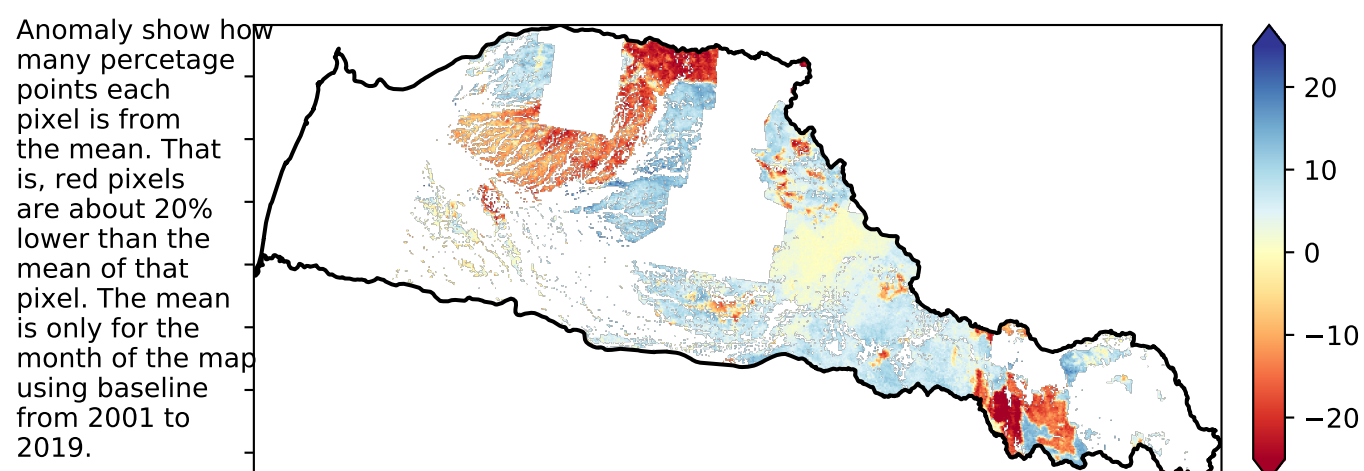 Anomaly show how
many percetage
points each
pixel is from
the mean. That
is, red pixels
are about 20%
lower than the
mean of that
pixel. The mean
is only for the
month of the map
using baseline
from 2001 to
2019.
20
10
0
−10
−20